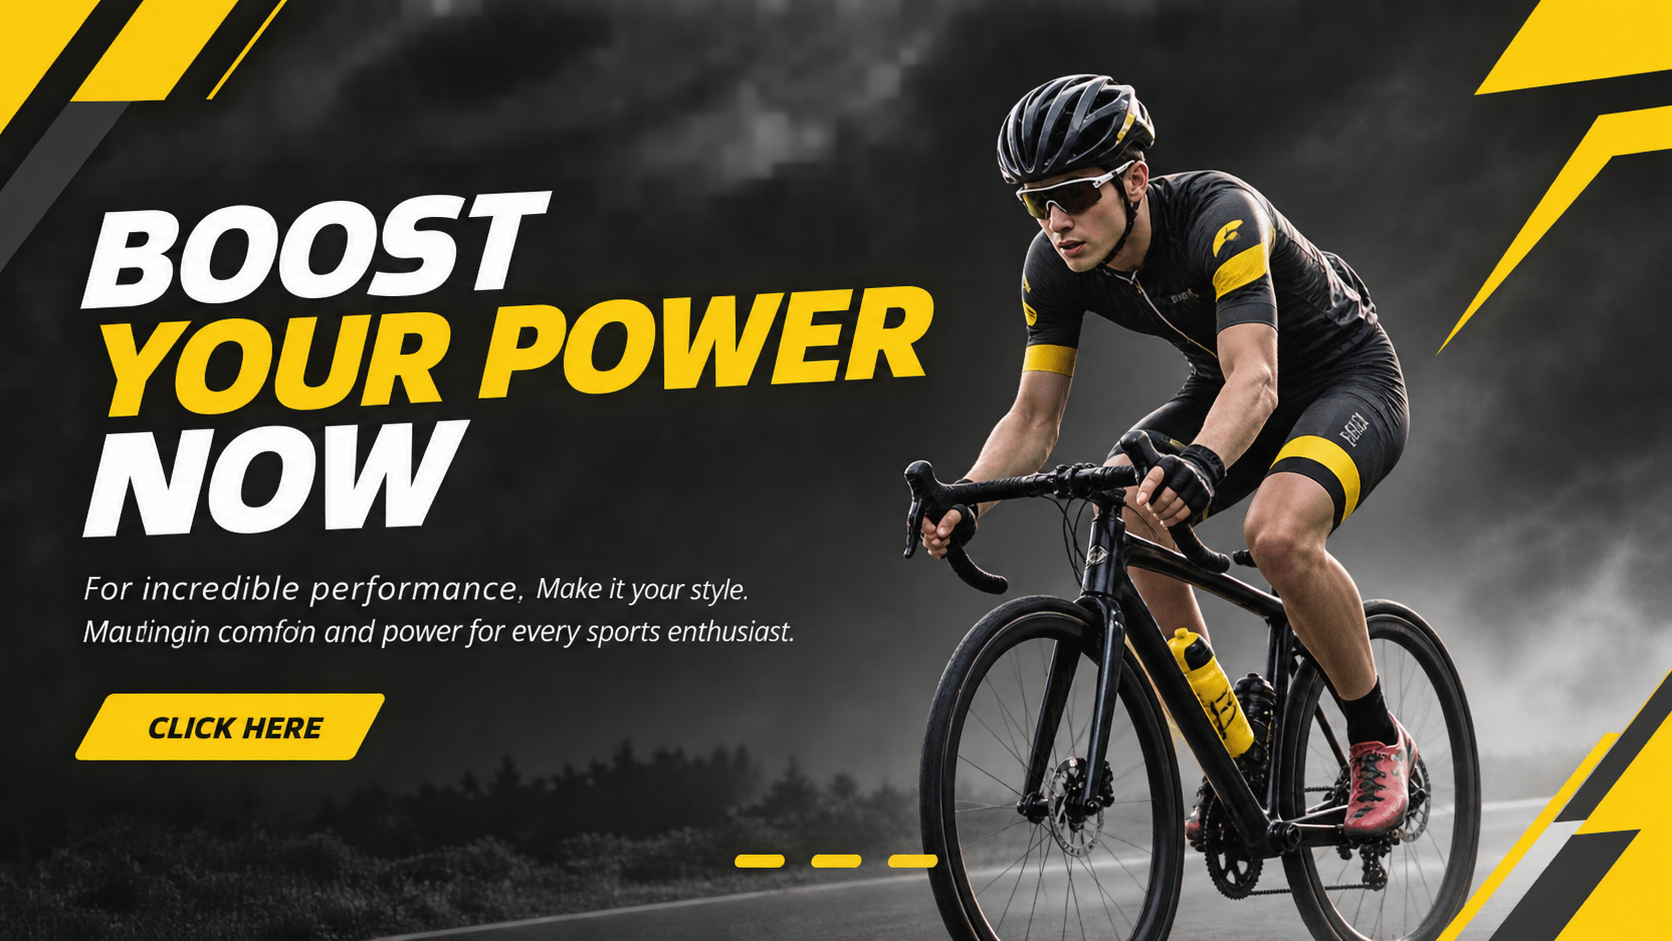 BOOST
YOUR POWER
NOW
For incredible performance, Make it your style.
comfon and power for every sports enthusiast.
CLICK HERE